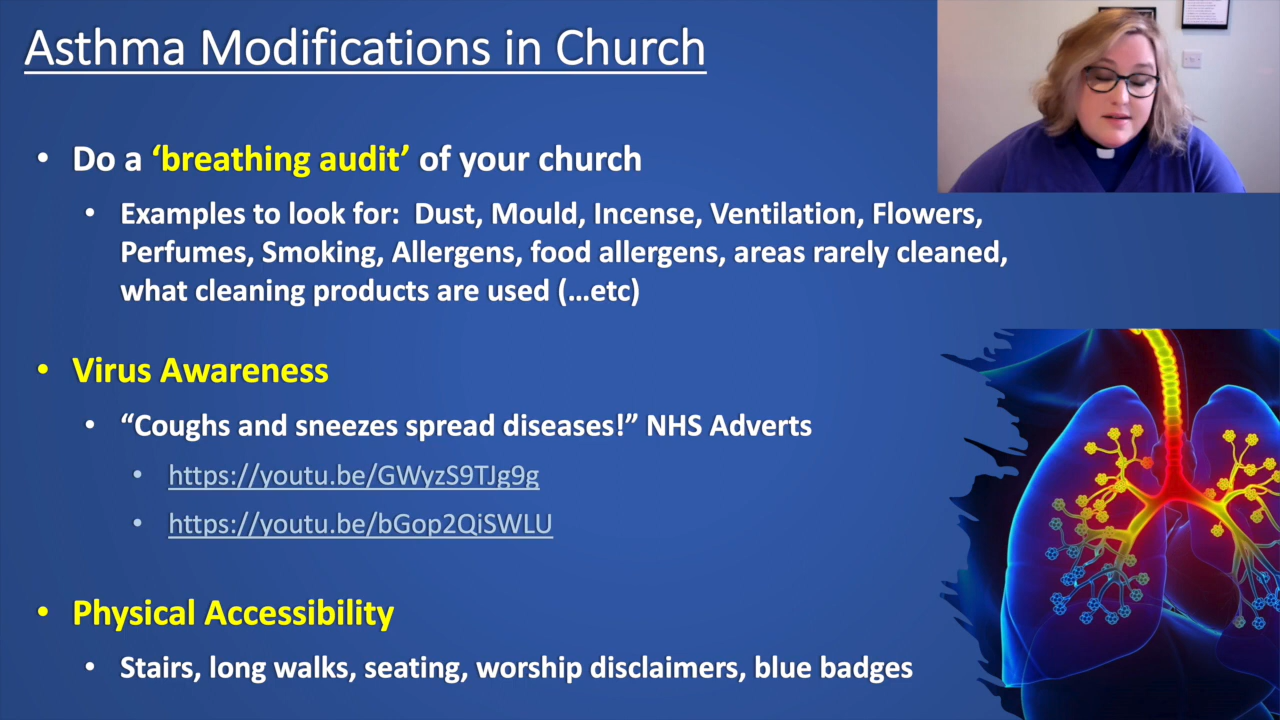 Asthma Modifications in Church
• Do a ‘breathing audit’ of your church
• Examples to look for: Dust, Mould, Incense, Ventilation, Flowers,
Perfumes, Smoking, Allergens, food allergens, areas rarely cleaned,
what cleaning products are used (…etc)
• Virus Awareness
• “Coughs and sneezes spread diseases!” NHS Adverts
• https://youtu.be/GWyzS9TJg9g
• https://youtu.be/bGop2QiSWLU
• Physical Accessibility
• Stairs, long walks, seating, worship disclaimers, blue badges